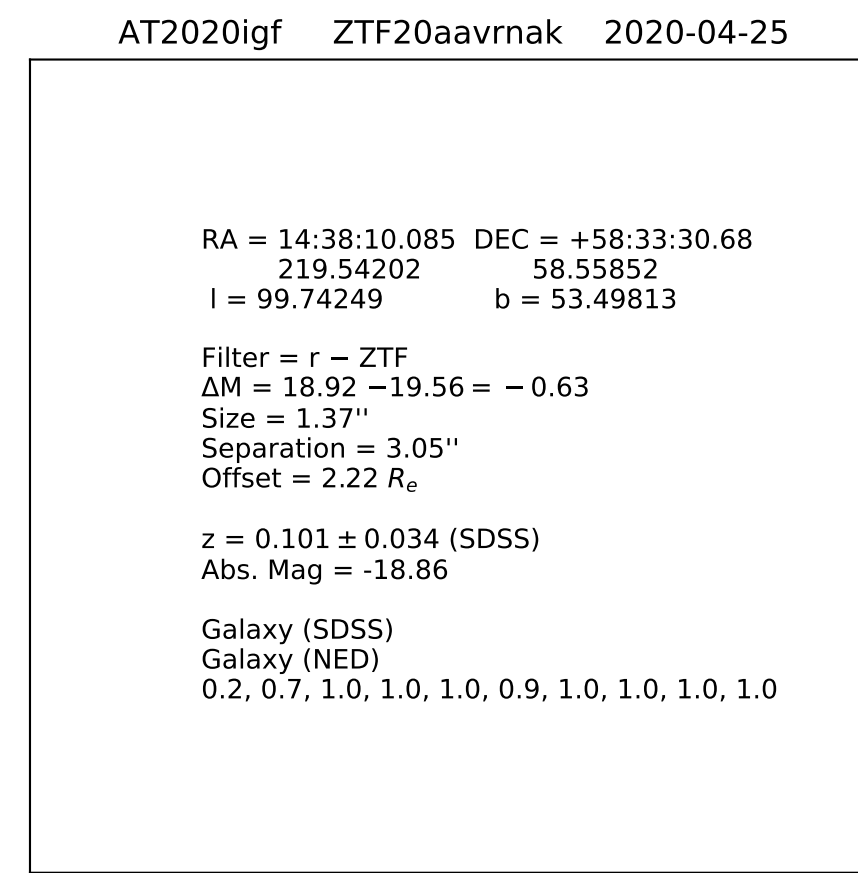 AT2020igf ZTF20aavrnak 2020-04-25
RA = 14:38:10.085 DEC = +58:33:30.68
219.54202 58.55852
l = 99.74249 b = 53.49813
Filter = r − ZTF
ΔM = 18.92 −19.56 = − 0.63
Size = 1.37''
Separation = 3.05''
Offset = 2.22 Re
z = 0.101 ± 0.034 (SDSS)
Abs. Mag = -18.86
Galaxy (SDSS)
Galaxy (NED)
0.2, 0.7, 1.0, 1.0, 1.0, 0.9, 1.0, 1.0, 1.0, 1.0